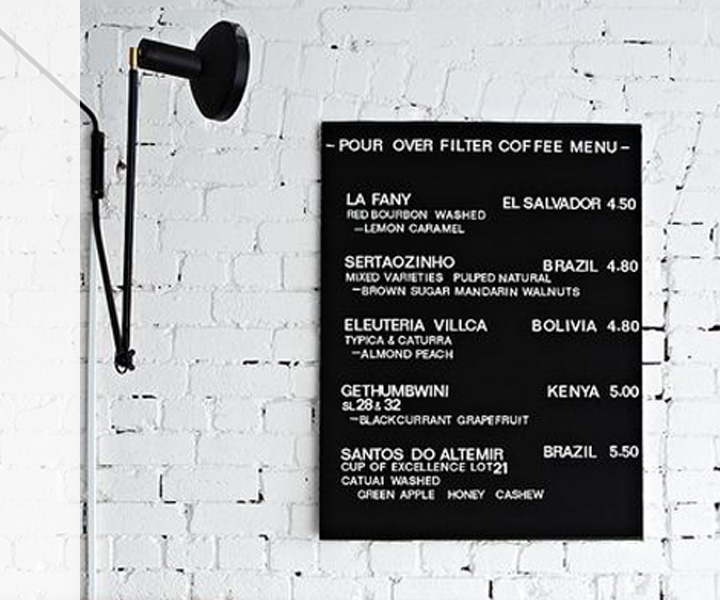 -POUR OVER FILTER COFFEE MENU-
LA FANY EL SALVADOR 4.50
RED BOURBON WASHED
-LEMON CARAMEL
SERTAOZINHO BRAZIL 4.80
MIXED VARIETIES PULPED NATURAL
-BROWN SUGAR MANDARIN WALNUTS
ELEUTERIA VILLCA BOLIVIA 4.80
TYPICA & CATURRA
-ALMOND PEACH
GETHUMBWINI KENYA 5.00
SL 28 & 32
-BLACKCURRANT GRAPEFRUIT
SANTOS DO ALTEMIR BRAZIL 5.50
CUP OF EXCELLENCE LOT 21
CATUAI WASHED
GREEN APPLE HONEY CASHEW